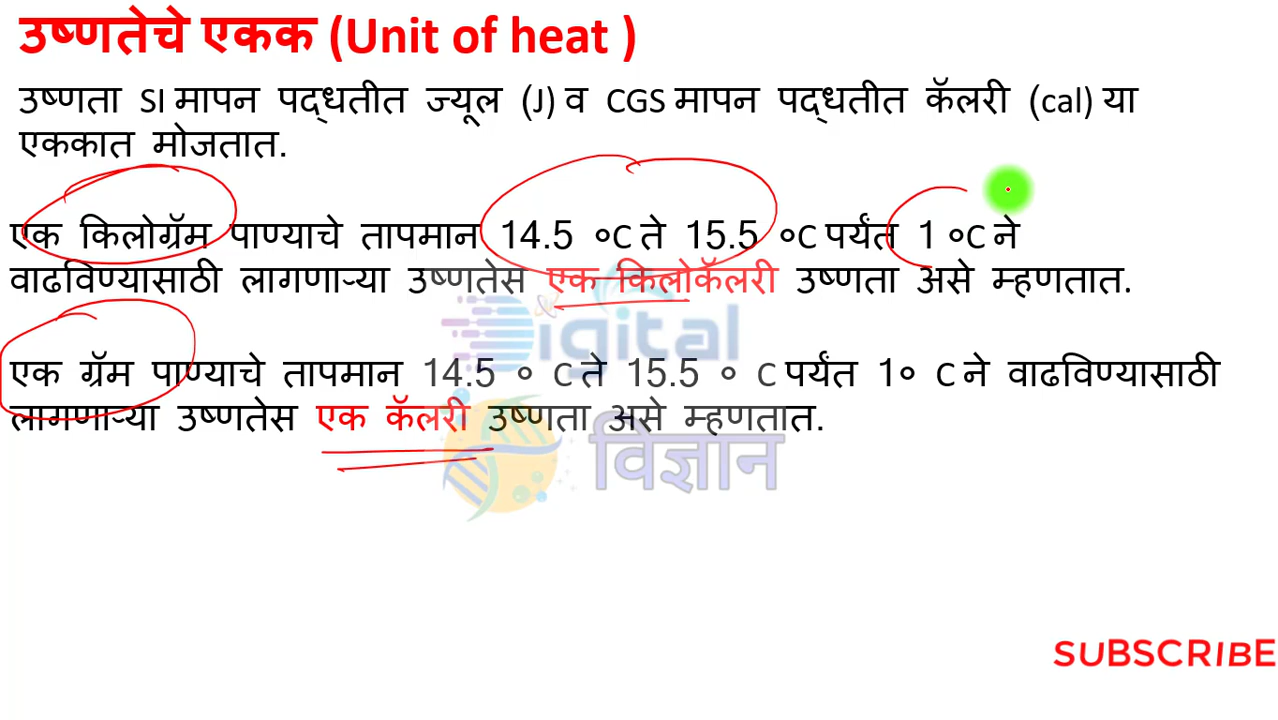 उष्णतेचे एकक (Unit of heat )
उष्णता SI मापन पद्धतीत ज्यूल (J) व CGS मापन पद्धतीत कॅलरी (cal) या
एककात मोजतात.
एक किलोग्रॅम पाण्याचे तापमान 14.5 ०C ते 15.5 ०C पर्यंत 1 ०C ने
वाढविण्यासाठी लागणाऱ्या उष्णतेस एक किलोकॅलरी उष्णता असे म्हणतात.
एक ग्रॅम पाण्याचे तापमान 14.5 ० C ते 15.5 ० C पर्यंत 1० C ने वाढविण्यासाठी
लागणाऱ्या उष्णतेस एक कॅलरी उष्णता असे म्हणतात.
Digital
विज्ञान
SUBSCRIBE